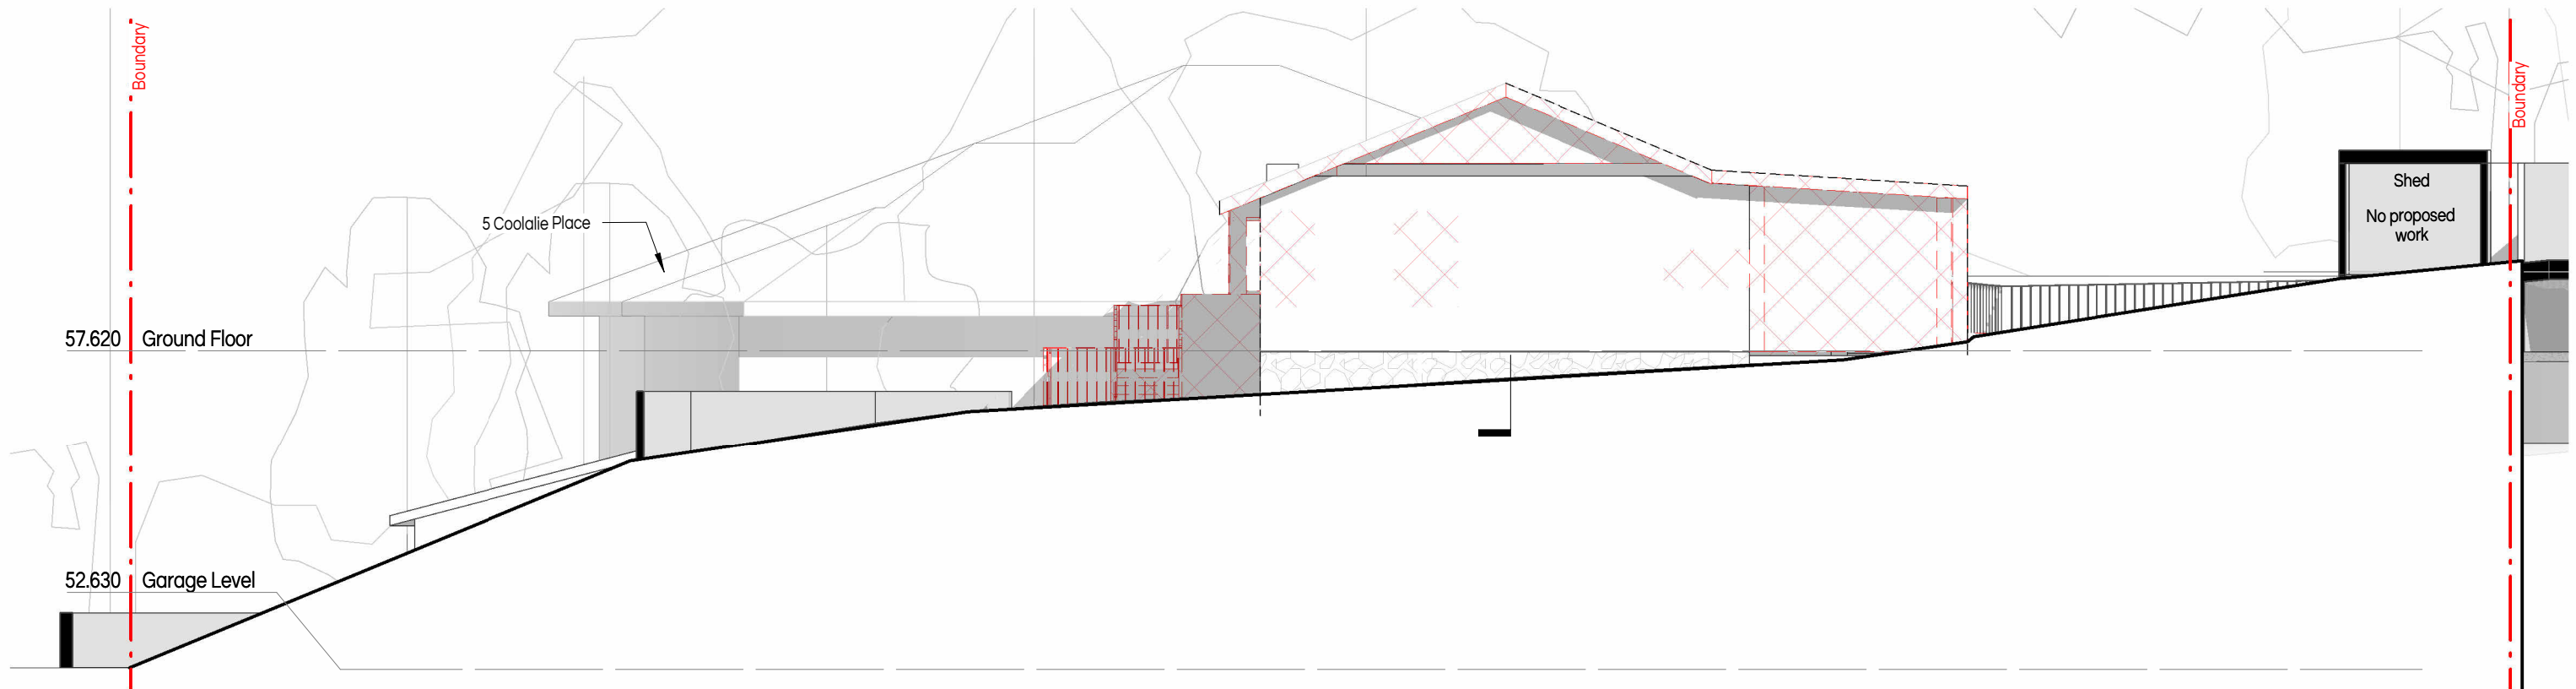 Boundary
5 Coolalie Place
57.620 Ground Floor
52.630 Garage Level
Shed
No proposed
work
Boundary